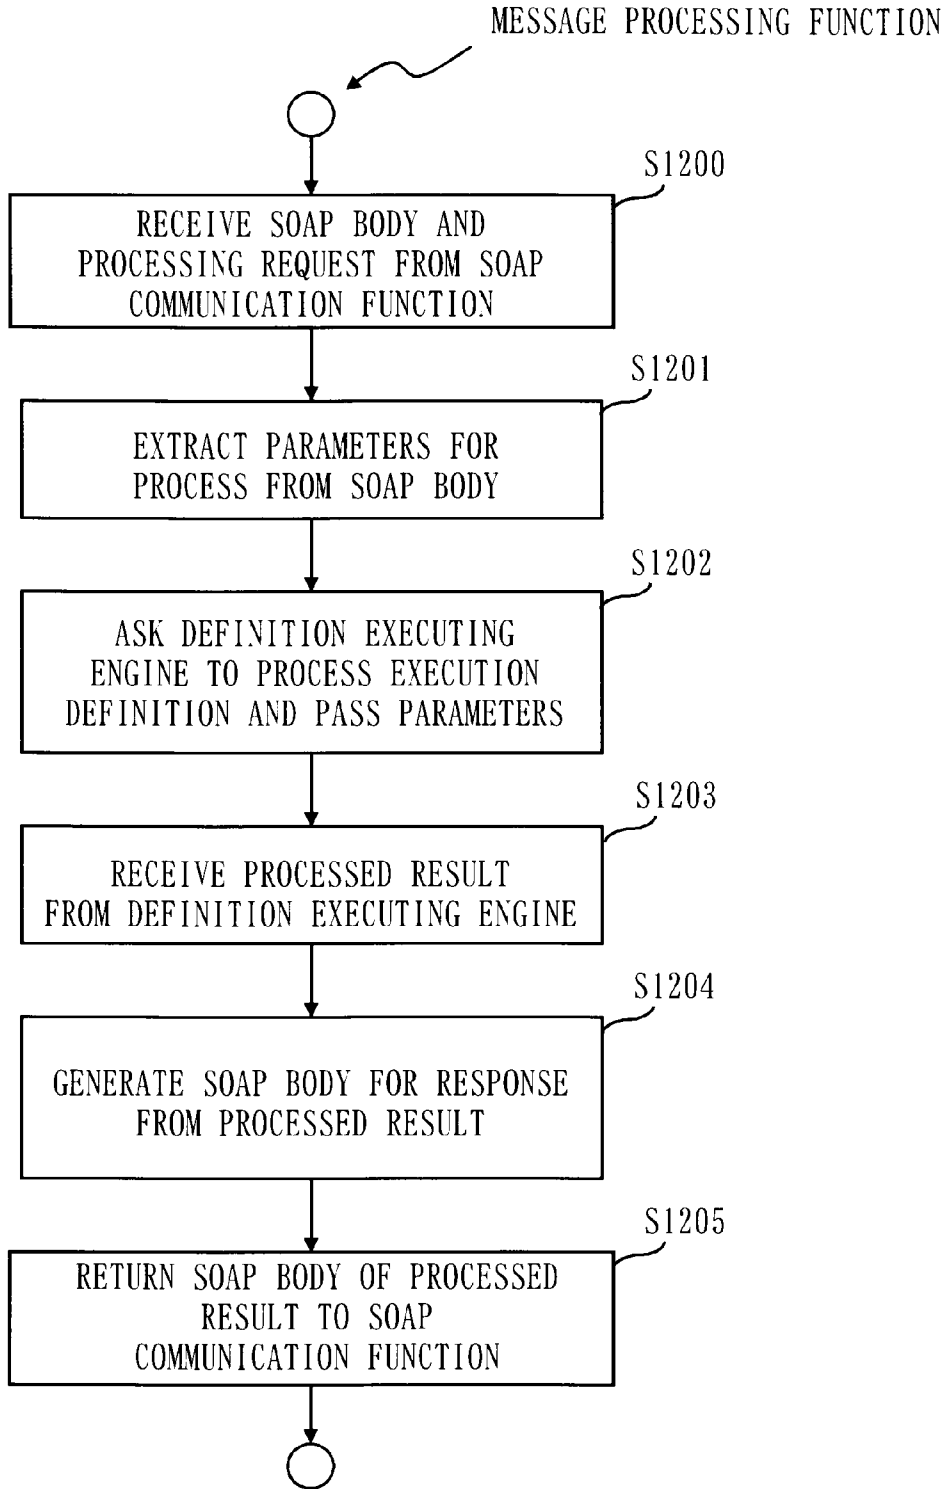 MESSAGE PROCESSING FUNCTION
S1200
RECEIVE SOAP BODY AND
PROCESSING REQUEST FROM SOAP
COMMUNICATION FUNCTION
S1201
EXTRACT PARAMETERS FOR
PROCESS FROM SOAP BODY
S1202
ASK DEFINITION EXECUTING
ENGINE TO PROCESS EXECUTION
DEFINITION AND PASS PARAMETERS
S1203
RECEIVE PROCESSED RESULT
FROM DEFINITION EXECUTING ENGINE
S1204
GENERATE SOAP BODY FOR RESPONSE
FROM PROCESSED RESULT
S1205
RETURN SOAP BODY OF PROCESSED
RESULT TO SOAP
COMMUNICATION FUNCTION